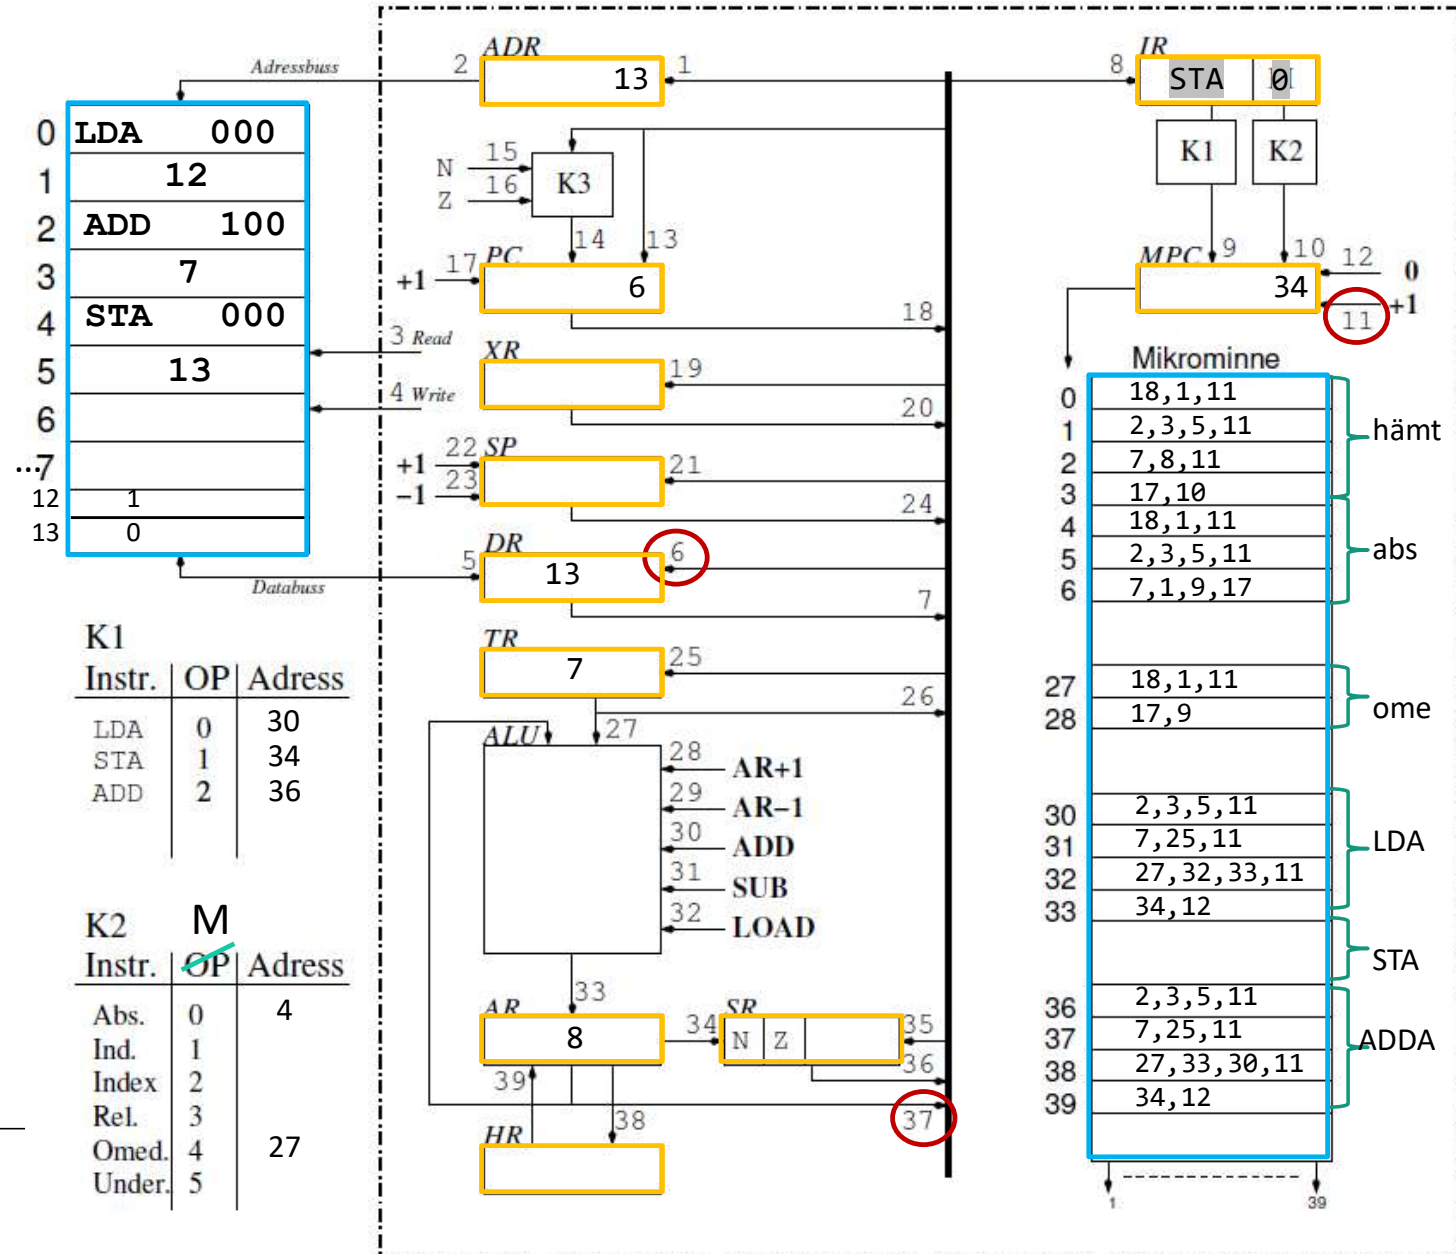 ADR
Adressbuss
2
13
1
8
IR
STA 0
0 LDA 000
1 12
2 ADD 100
3 7
4 STA 000
5 13
6
...7
12 1
13 0
N 15
Z 16
K3
14
13
K1
K2
PC
+1 17
6
18
MPC
9
10
12 0
34
11 +1
3 Read
4 Write
XR
19
20
+1 22
-1 23
SP
21
24
DR
5
13
6
7
Databuss
TR
7
25
26
27
ALU
28 AR+1
29 AR−1
30 ADD
31 SUB
32 LOAD
33
AR
8
34
SR
N Z
35
36
37
39
38
HR
K1
Instr. OP Adress
LDA 0 30
STA 1 34
ADD 2 36
K2 M
Instr. OP Adress
Abs. 0 4
Ind. 1
Index 2
Rel. 3
Omed. 4 27
Under. 5
Mikrominne
0 18,1,11
1 2,3,5,11
2 7,8,11
3 17,10
hämt
4 18,1,11
5 2,3,5,11
6 7,1,9,17
abs
27 18,1,11
28 17,9
ome
30 2,3,5,11
31 7,25,11
32 27,32,33,11
33 34,12
LDA
STA
36 2,3,5,11
37 7,25,11
38 27,33,30,11
39 34,12
ADDA
1
39